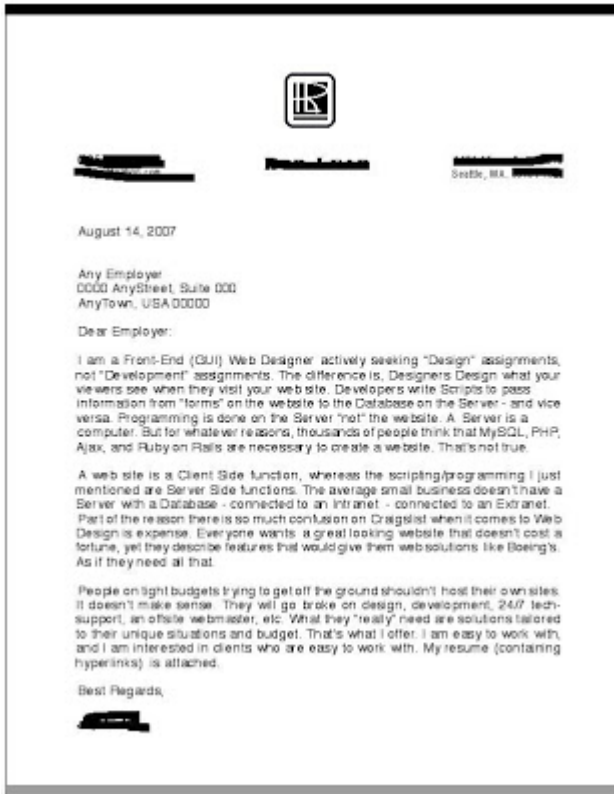 Seattle, WA,
August 14, 2007
Any Employer
0000 AnyStreet, Suite 000
AnyTown, USA 00000
Dear Employer:
I am a Front-End (GUI) Web Designer actively seeking "Design" assignments,
not "Development" assignments. The difference is, Designers Design what your
viewers see when they visit your web site. Developers write Scripts to pass
information from "forms" on the website to the Database on the Server - and vice
versa. Programming is done on the Server "not" the website. A Server is a
computer. But for whatever reasons, thousands of people think that MySQL, PHP,
Ajax, and Ruby on Rails are necessary to create a website. That's not true.
A web site is a Client Side function, whereas the scripting/programming I just
mentioned are Server Side functions. The average small business doesn't have a
Server with a Database - connected to an Intranet - connected to an Extranet.
Part of the reason there is so much confusion on Craigslist when it comes to Web
Design is expense. Everyone wants a great looking website that doesn't cost a
fortune, yet they describe features that would give them web solutions like Boeing's.
As if they need all that.
People on tight budgets trying to get off the ground shouldn't host their own sites.
It doesn't make sense. They will go broke on design, development, 24/7 tech-
support, an offsite webmaster, etc. What they "really" need are solutions tailored
to their unique situations and budget. That's what I offer. I am easy to work with,
and I am interested in clients who are easy to work with. My resume (containing
hyperlinks) is attached.
Best Regards,